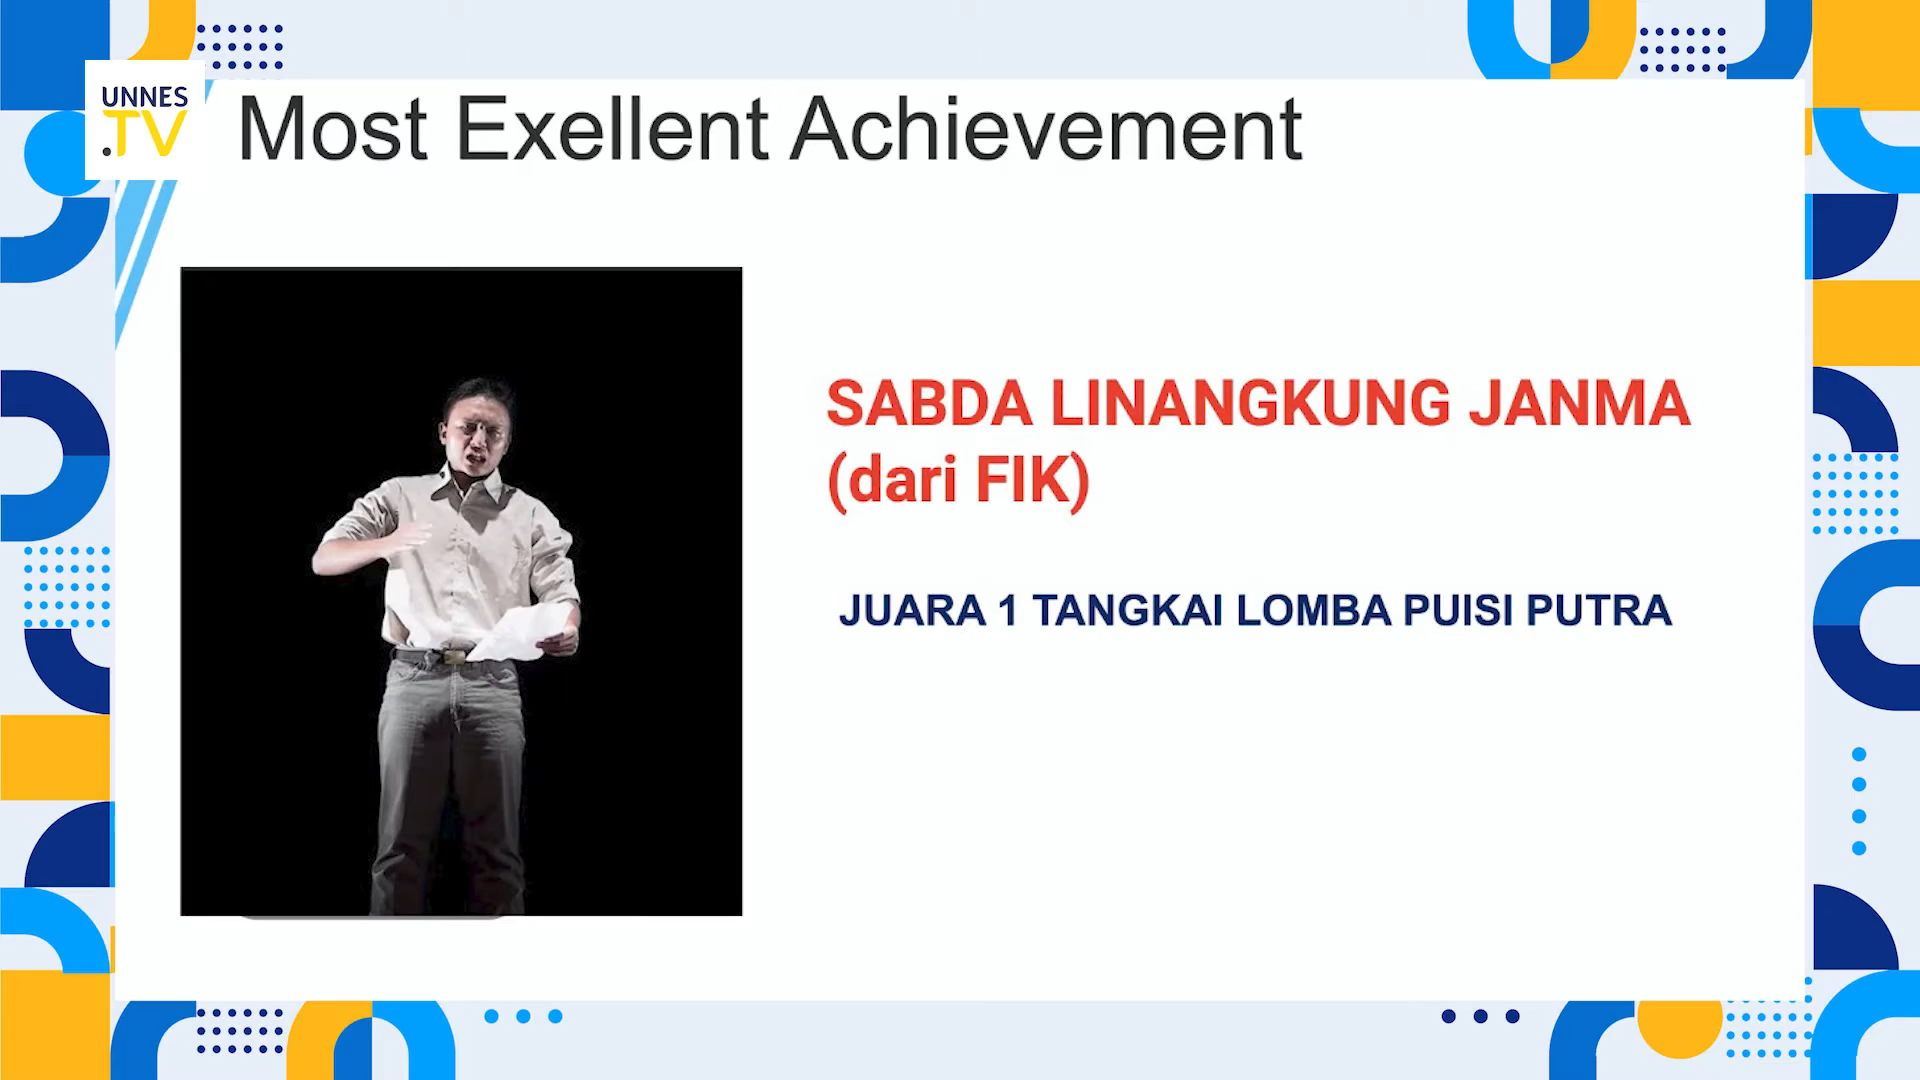 UNNES
.TV
Most Exellent Achievement
SABDA LINANGKUNG JANMA
(dari FIK)
JUARA 1 TANGKAI LOMBA PUISI PUTRA